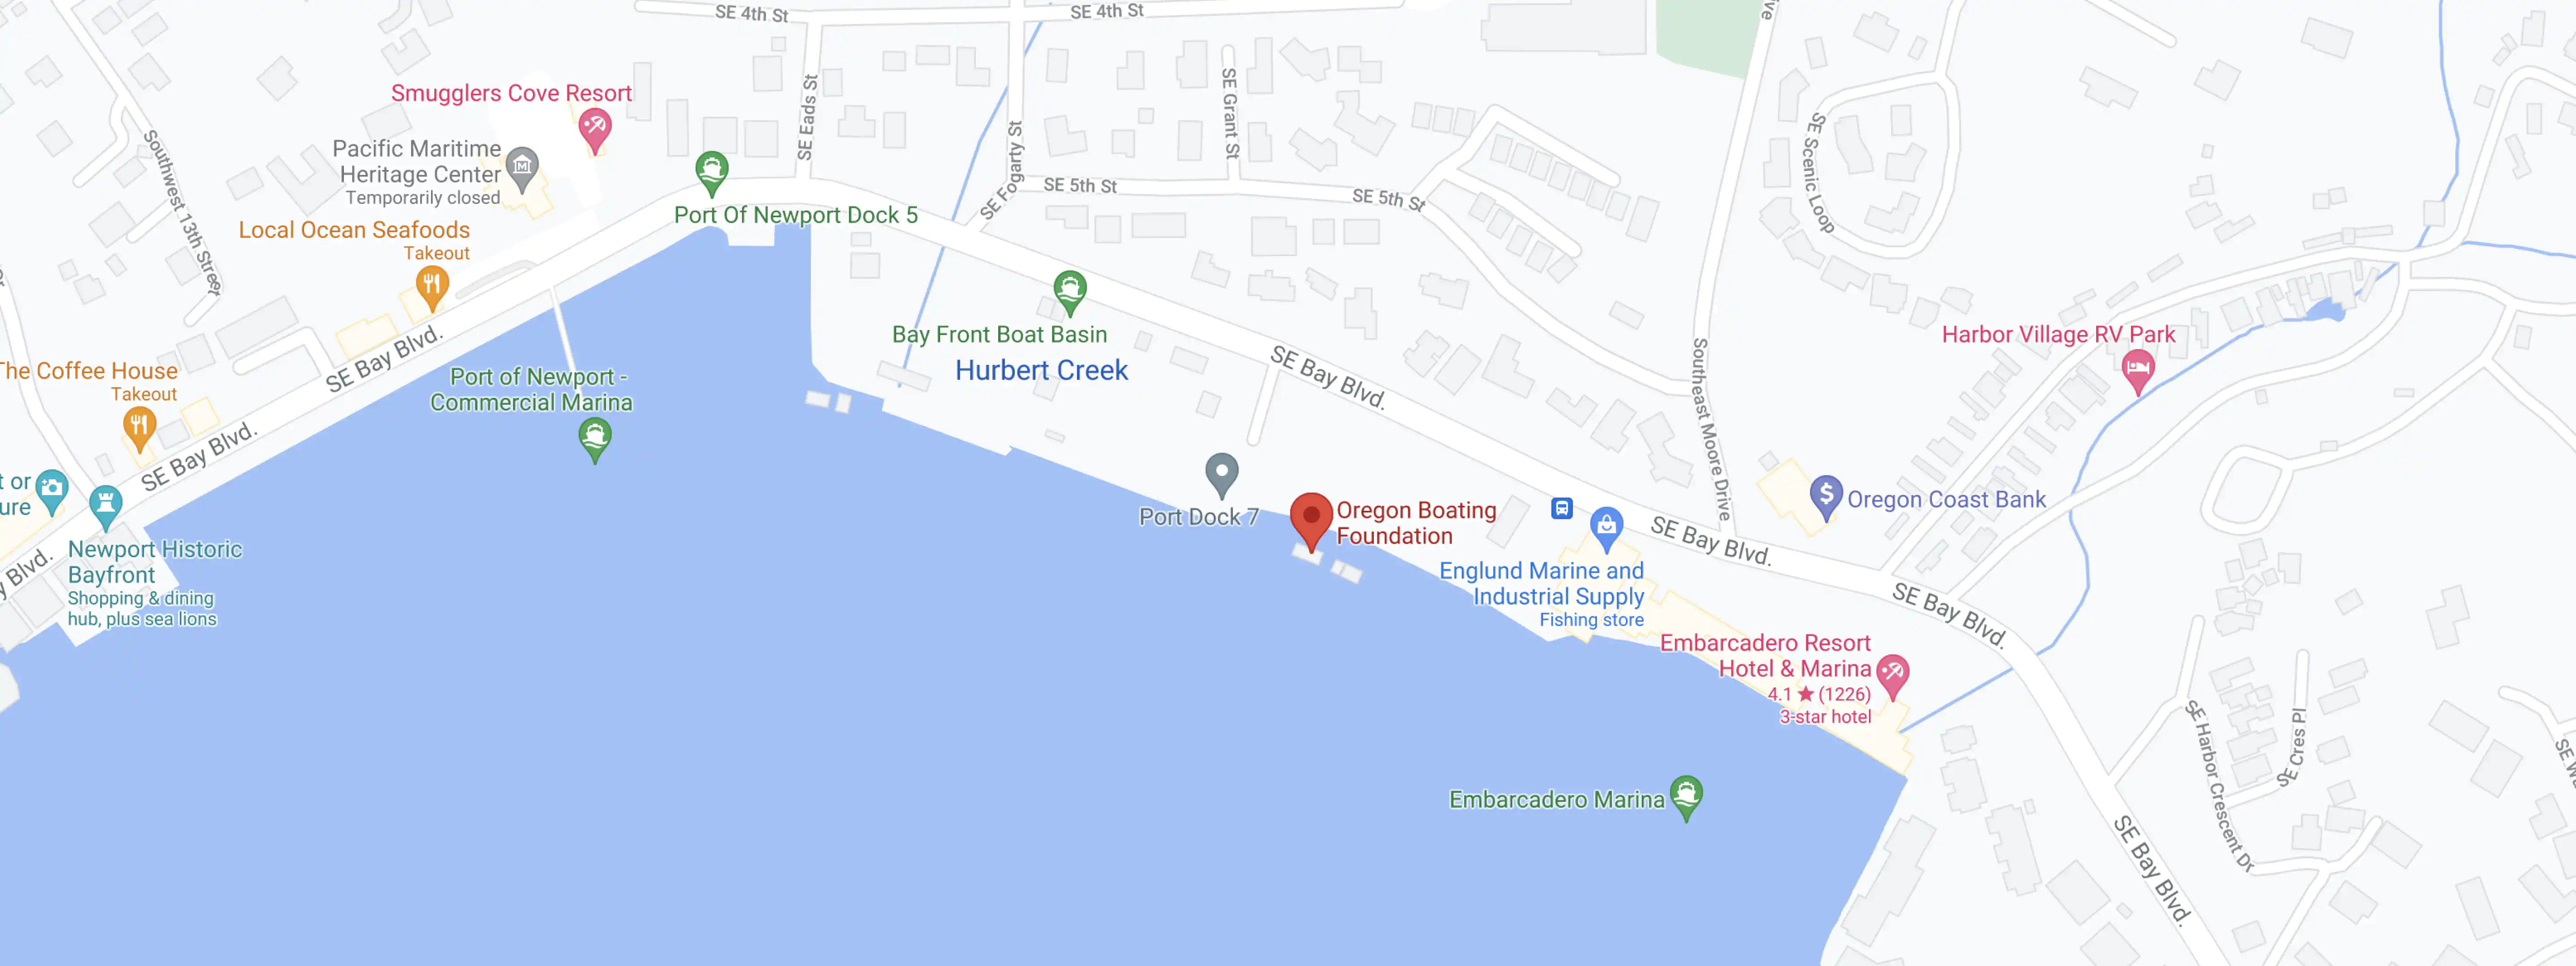 SE 4th St
SE 4th St
Smugglers Cove Resort
SE Eads St
SE Grant St
SE Fogarty St
SE Scenic Loop
Pacific Maritime
Heritage Center
Temporarily closed
Southwest 13th Street
SE 5th St
SE 5th St
Port Of Newport Dock 5
Local Ocean Seafoods
Takeout
Bay Front Boat Basin
Hurbert Creek
SE Bay Blvd.
SE Bay Blvd.
Harbor Village RV Park
The Coffee House
Takeout
Port of Newport -
Commercial Marina
Southeast Moore Drive
SE Bay Blvd.
t or
ure
Port Dock 7
Oregon Boating
Foundation
Oregon Coast Bank
SE Bay Blvd.
Newport Historic
Bayfront
Shopping & dining
hub, plus sea lions
y Blvd.
Englund Marine and
Industrial Supply
Fishing store
SE Bay Blvd.
Embarcadero Resort
Hotel & Marina
4.1 ★ (1226)
3-star hotel
SE Harbor Crescent Dr
SE Cres Pl
Embarcadero Marina
SE Bay Blvd.